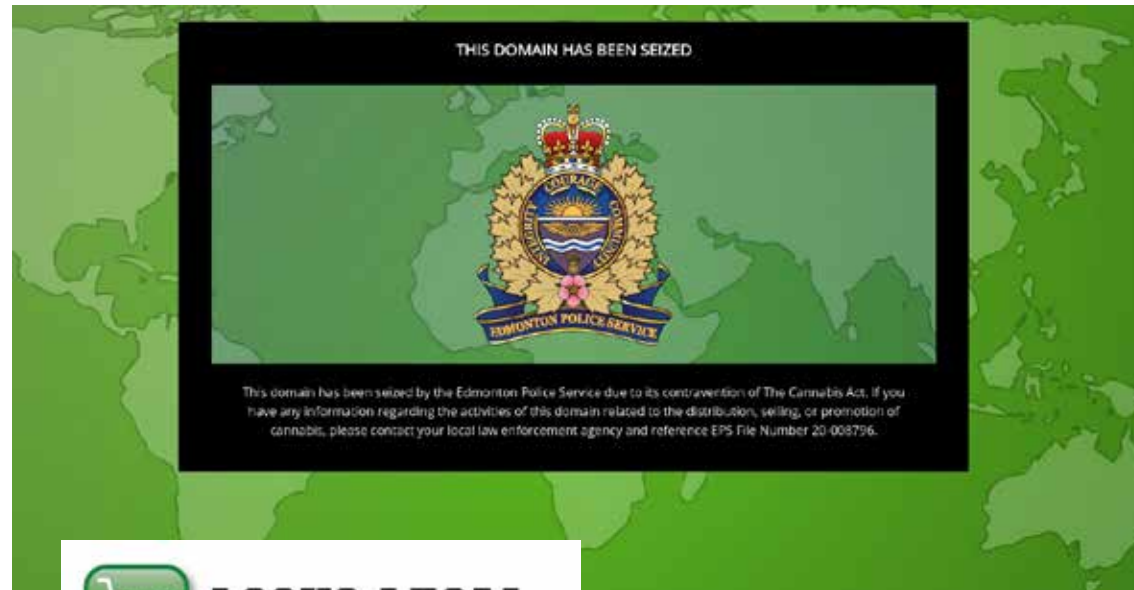 THIS DOMAIN HAS BEEN SEIZED
COURAGE
INTEGRITY
COMMUNITY
EDMONTON POLICE SERVICE
This domain has been seized by the Edmonton Police Service due to its contravention of The Cannabis Act. If you
have any information regarding the activities of this domain related to the distribution, selling, or promotion of
cannabis, please contact your local law enforcement agency and reference EPS File Number 20-008796.